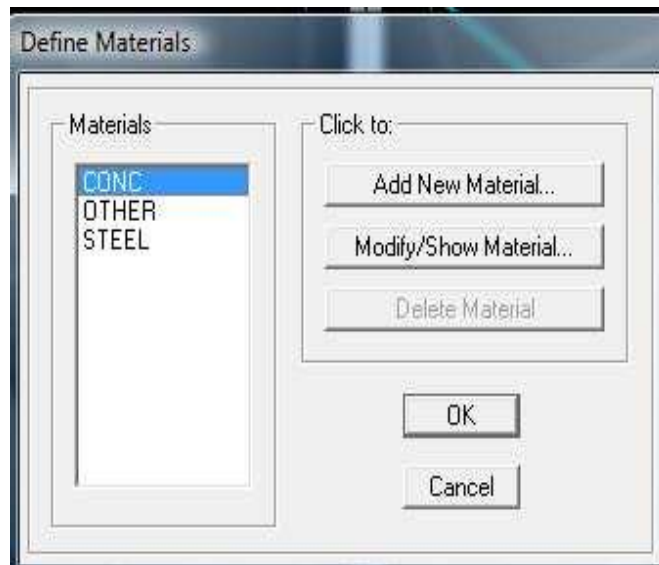 Define Materials
Materials
CONC
OTHER
STEEL
Click to:
Add New Material...
Modify/Show Material...
Delete Material
OK
Cancel